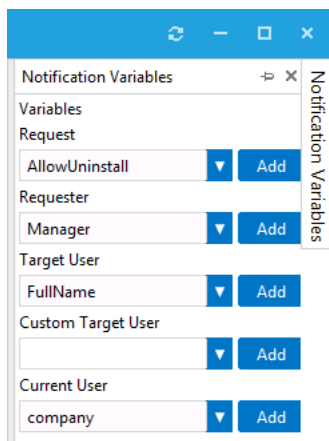 Notification Variables
Notification Variables
Variables
Request
AllowUninstall
Add
Requester
Manager
Add
Target User
FullName
Add
Custom Target User
Add
Current User
company
Add